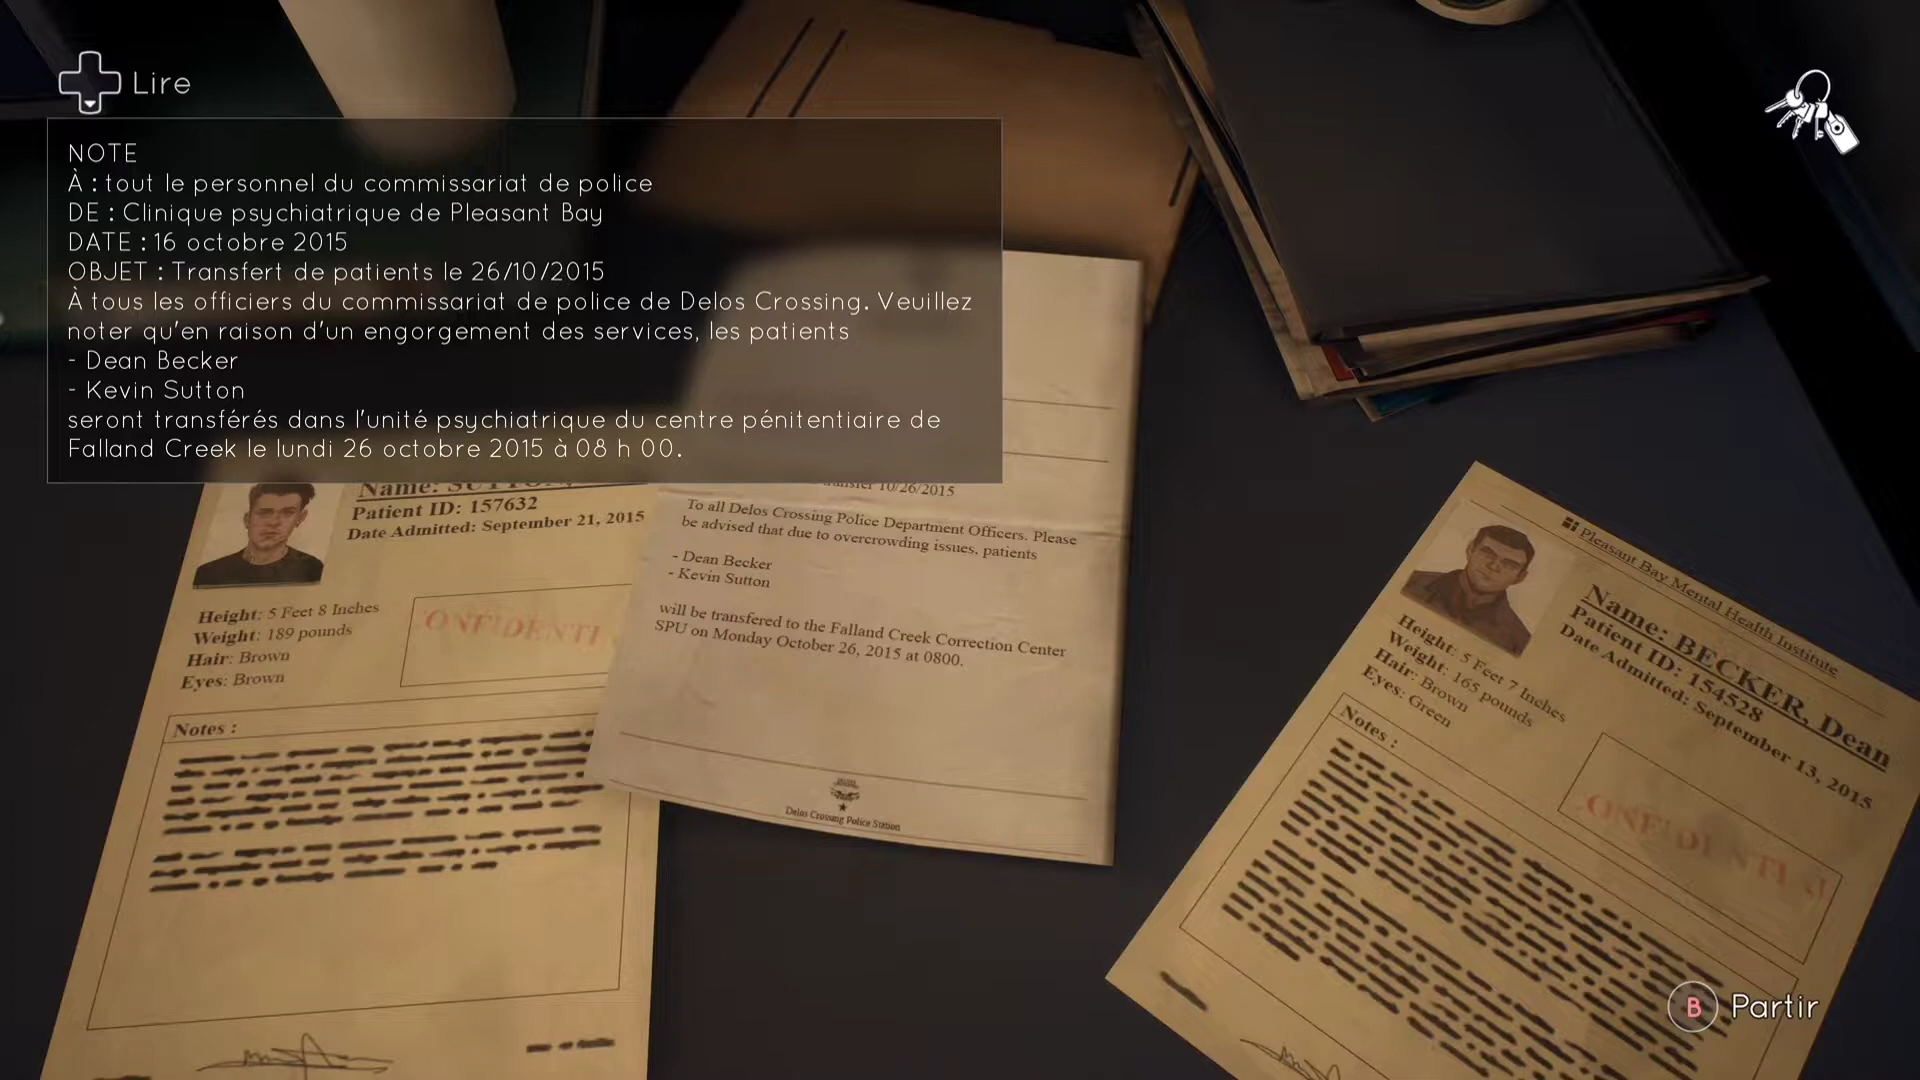 Lire
NOTE
À : tout le personnel du commissariat de police
DE : Clinique psychiatrique de Pleasant Bay
DATE : 16 octobre 2015
OBJET : Transfert de patients le 26/10/2015
À tous les officiers du commissariat de police de Delos Crossing. Veuillez
noter qu'en raison d'un engorgement des services, les patients
- Dean Becker
- Kevin Sutton
seront transférés dans l'unité psychiatrique du centre pénitentiaire de
Falland Creek le lundi 26 octobre 2015 à 08 h 00.
Name:
Patient ID: 157632
Date Admitted: September 21, 2015
Height: 5 Feet 8 Inches
Weight: 189 pounds
Hair: Brown
Eyes: Brown
ONFIDENTI
Notes :
10/26/2015
To all Delos Crossing Police Department Officers. Please
be advised that due to overcrowding issues, patients
- Dean Becker
- Kevin Sutton
will be transfered to the Falland Creek Correction Center
SPU on Monday October 26, 2015 at 0800.
Delos Crossing Police Station
Pleasant Bay Mental Health Institute
Name: BECKER, Dean
Patient ID: 154528
Date Admitted: September 13, 2015
Height: 5 Feet 7 Inches
Weight: 165 pounds
Hair: Brown
Eyes: Green
ONFIDENTI
Notes :
B Partir